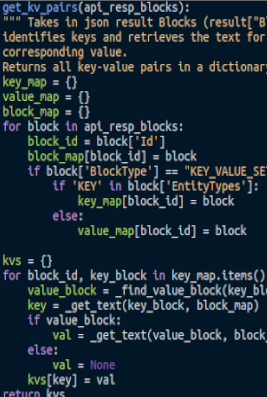 get_kv_pairs(api_resp_blocks):
""" Takes in json result Blocks (result["B
identifies keys and retrieves the text for
corresponding value.
Returns all key-value pairs in a dictionar
key_map = {}
value_map = {}
block_map = {}
for block in api_resp_blocks:
block_id = block['Id']
block_map[block_id] = block
if block['BlockType'] == "KEY_VALUE_SE
if 'KEY' in block['EntityTypes']:
key_map[block_id] = block
else:
value_map[block_id] = block
kvs = {}
for block_id, key_block in key_map.items()
value_block = _find_value_block(key_bl
key = _get_text(key_block, block_map)
if value_block:
val = _get_text(value_block, block_
else:
val = None
kvs[key] = val
return kvs